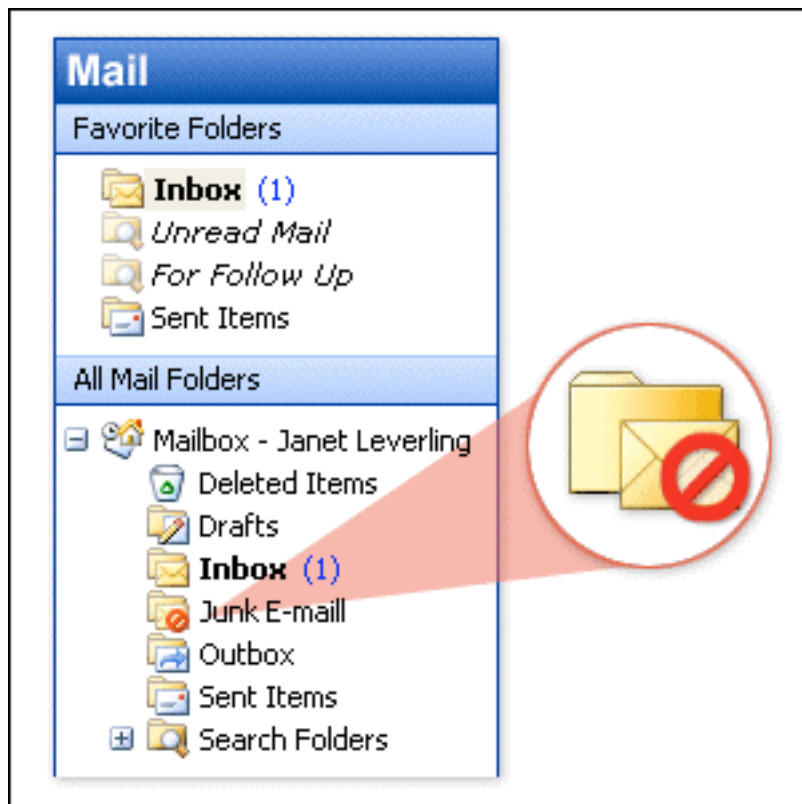 Mail
Favorite Folders
Inbox (1)
Unread Mail
For Follow Up
Sent Items
All Mail Folders
Mailbox - Janet Leverling
Deleted Items
Drafts
Inbox (1)
Junk E-maill
Outbox
Sent Items
Search Folders